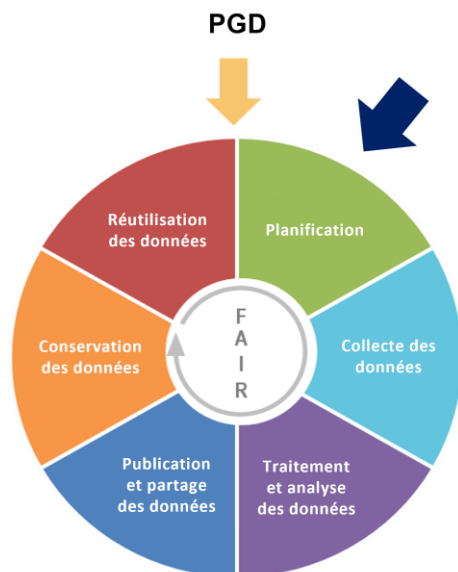 PGD
Réutilisation
des données
Planification
Conservation
des données
F
A
I
R
Collecte des
données
Publication
et partage
des données
Traitement
et analyse
des données